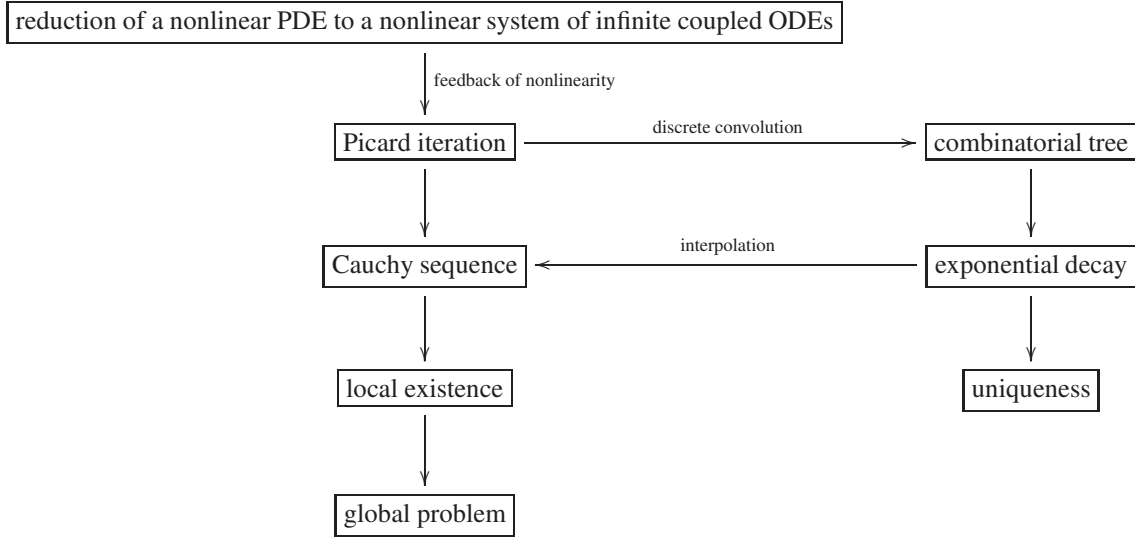 reduction of a nonlinear PDE to a nonlinear system of infinite coupled ODEs
feedback of nonlinearity
Picard iteration
discrete convolution
combinatorial tree
Cauchy sequence
interpolation
exponential decay
local existence
uniqueness
global problem